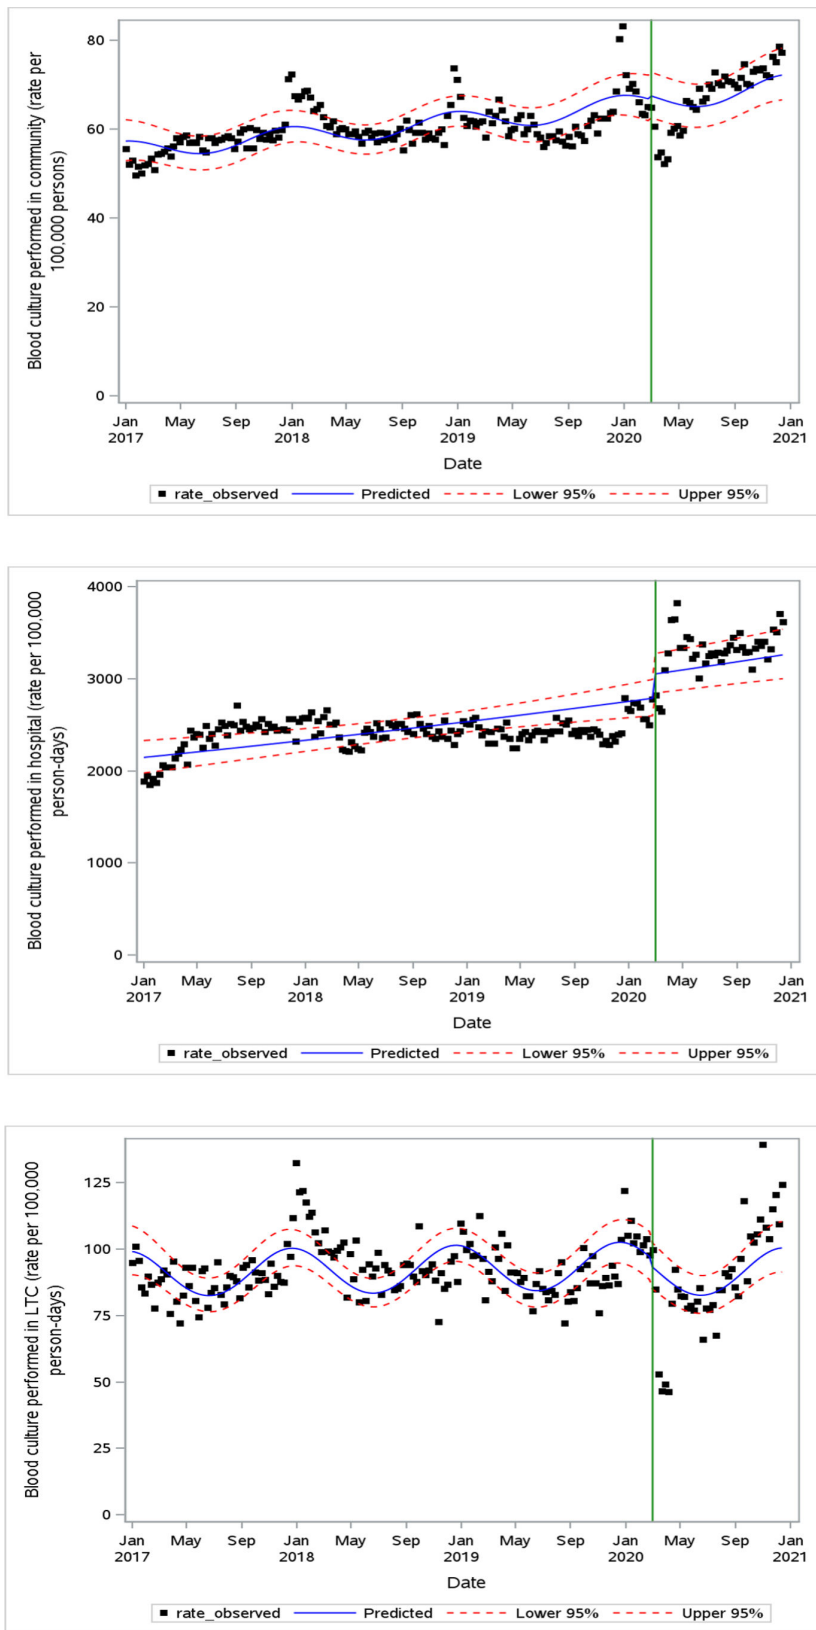 Blood culture performed in community (rate per
100,000 persons)
80
60
40
20
0
Jan May Sep Jan May Sep Jan May Sep Jan May Sep Jan
2017 2018 2019 2020 2021
Date
rate_observed Predicted Lower 95% Upper 95%
Blood culture performed in hospital (rate per 100,000
person-days)
4000
3000
2000
1000
0
Jan May Sep Jan May Sep Jan May Sep Jan May Sep Jan
2017 2018 2019 2020 2021
Date
rate_observed Predicted Lower 95% Upper 95%
Blood culture performed in LTC (rate per 100,000
person-days)
125
100
75
50
25
0
Jan May Sep Jan May Sep Jan May Sep Jan May Sep Jan
2017 2018 2019 2020 2021
Date
rate_observed Predicted Lower 95% Upper 95%